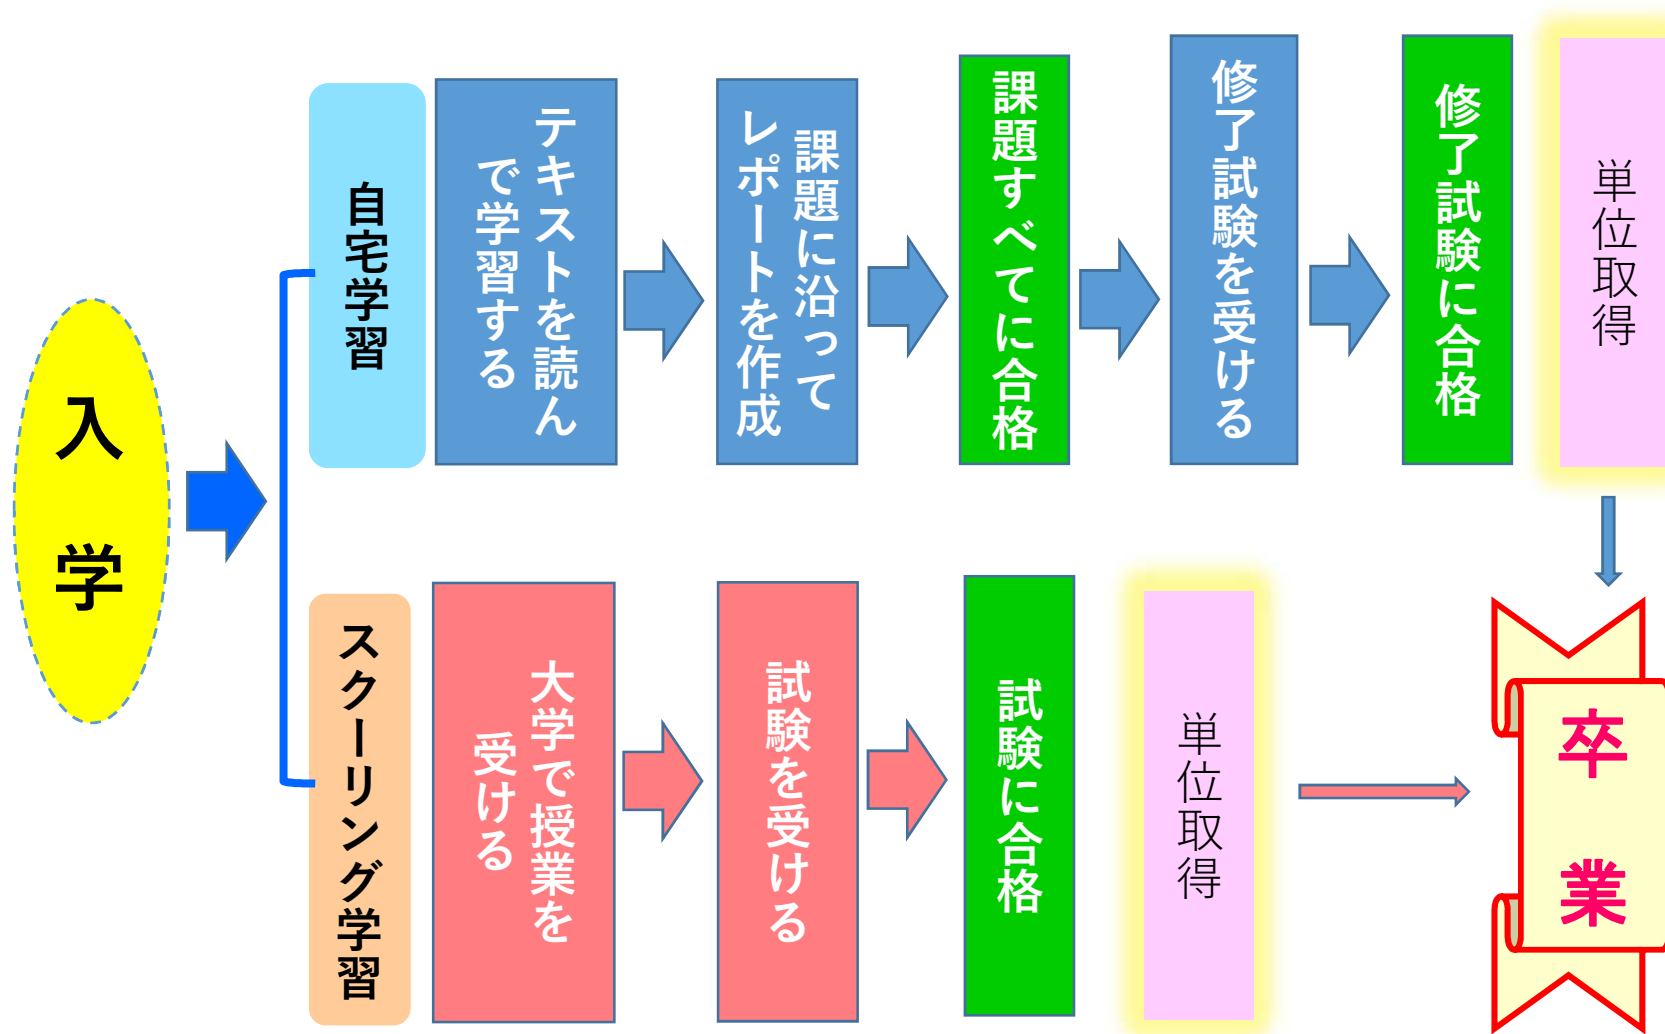 入学
自宅学習
テキストを読ん
で学習する
課題に沿って
レポートを作成
課題すべてに合格
修了試験を受ける
修了試験に合格
単位取得
スクーリング学習
大学で授業を
受ける
試験を受ける
試験に合格
単位取得
卒業